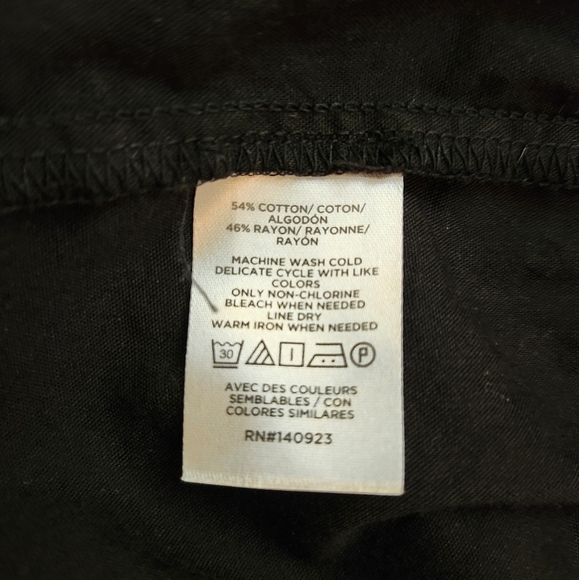 54% COTTON/ COTON/
ALGODÓN
46% RAYON/ RAYONNE/
RAYÓN
MACHINE WASH COLD
DELICATE CYCLE WITH LIKE
COLORS
ONLY NON-CHLORINE
BLEACH WHEN NEEDED
LINE DRY
WARM IRON WHEN NEEDED
30 P
AVEC DES COULEURS
SEMBLABLES / CON
COLORES SIMILARES
RN#140923